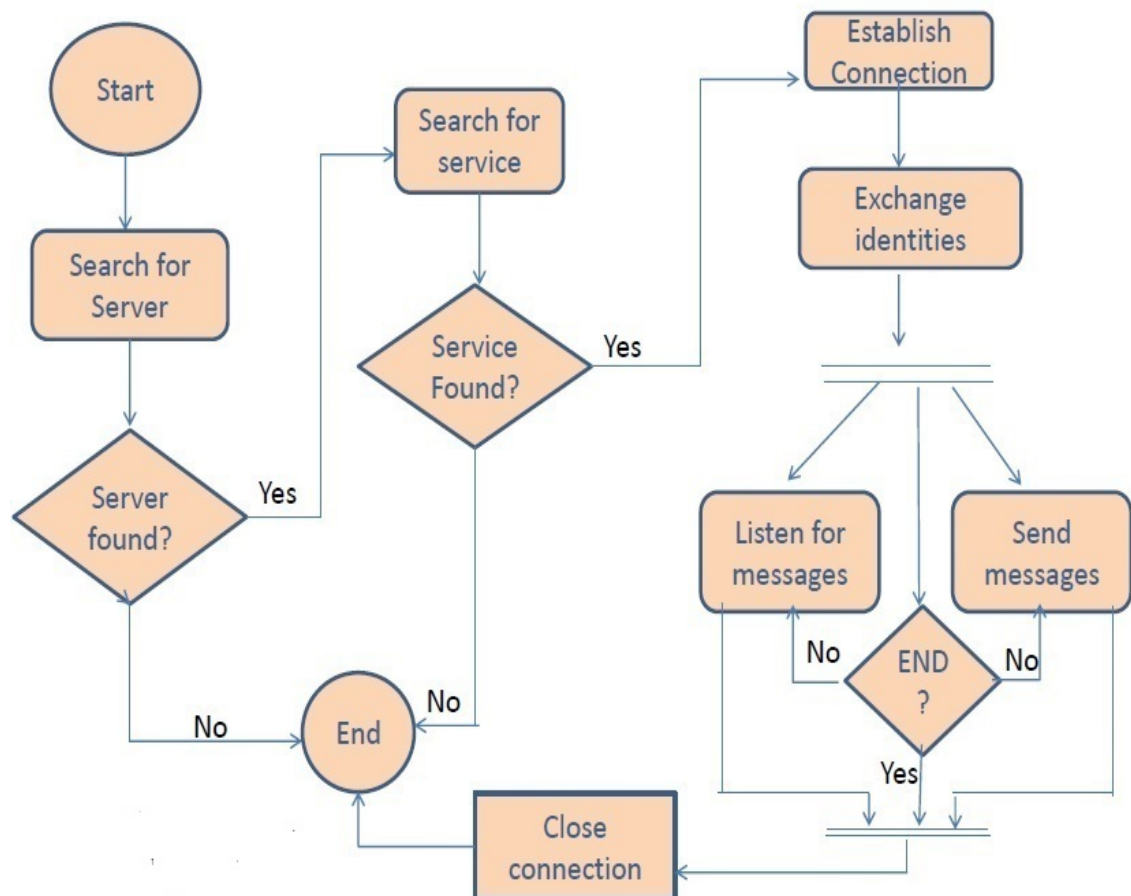 Start
Search for
Server
Server
found?
Yes
No
Search for
service
Service
Found?
Yes
No
Establish
Connection
Exchange
identities
Listen for
messages
Send
messages
END
?
No
No
Yes
Close
connection
End